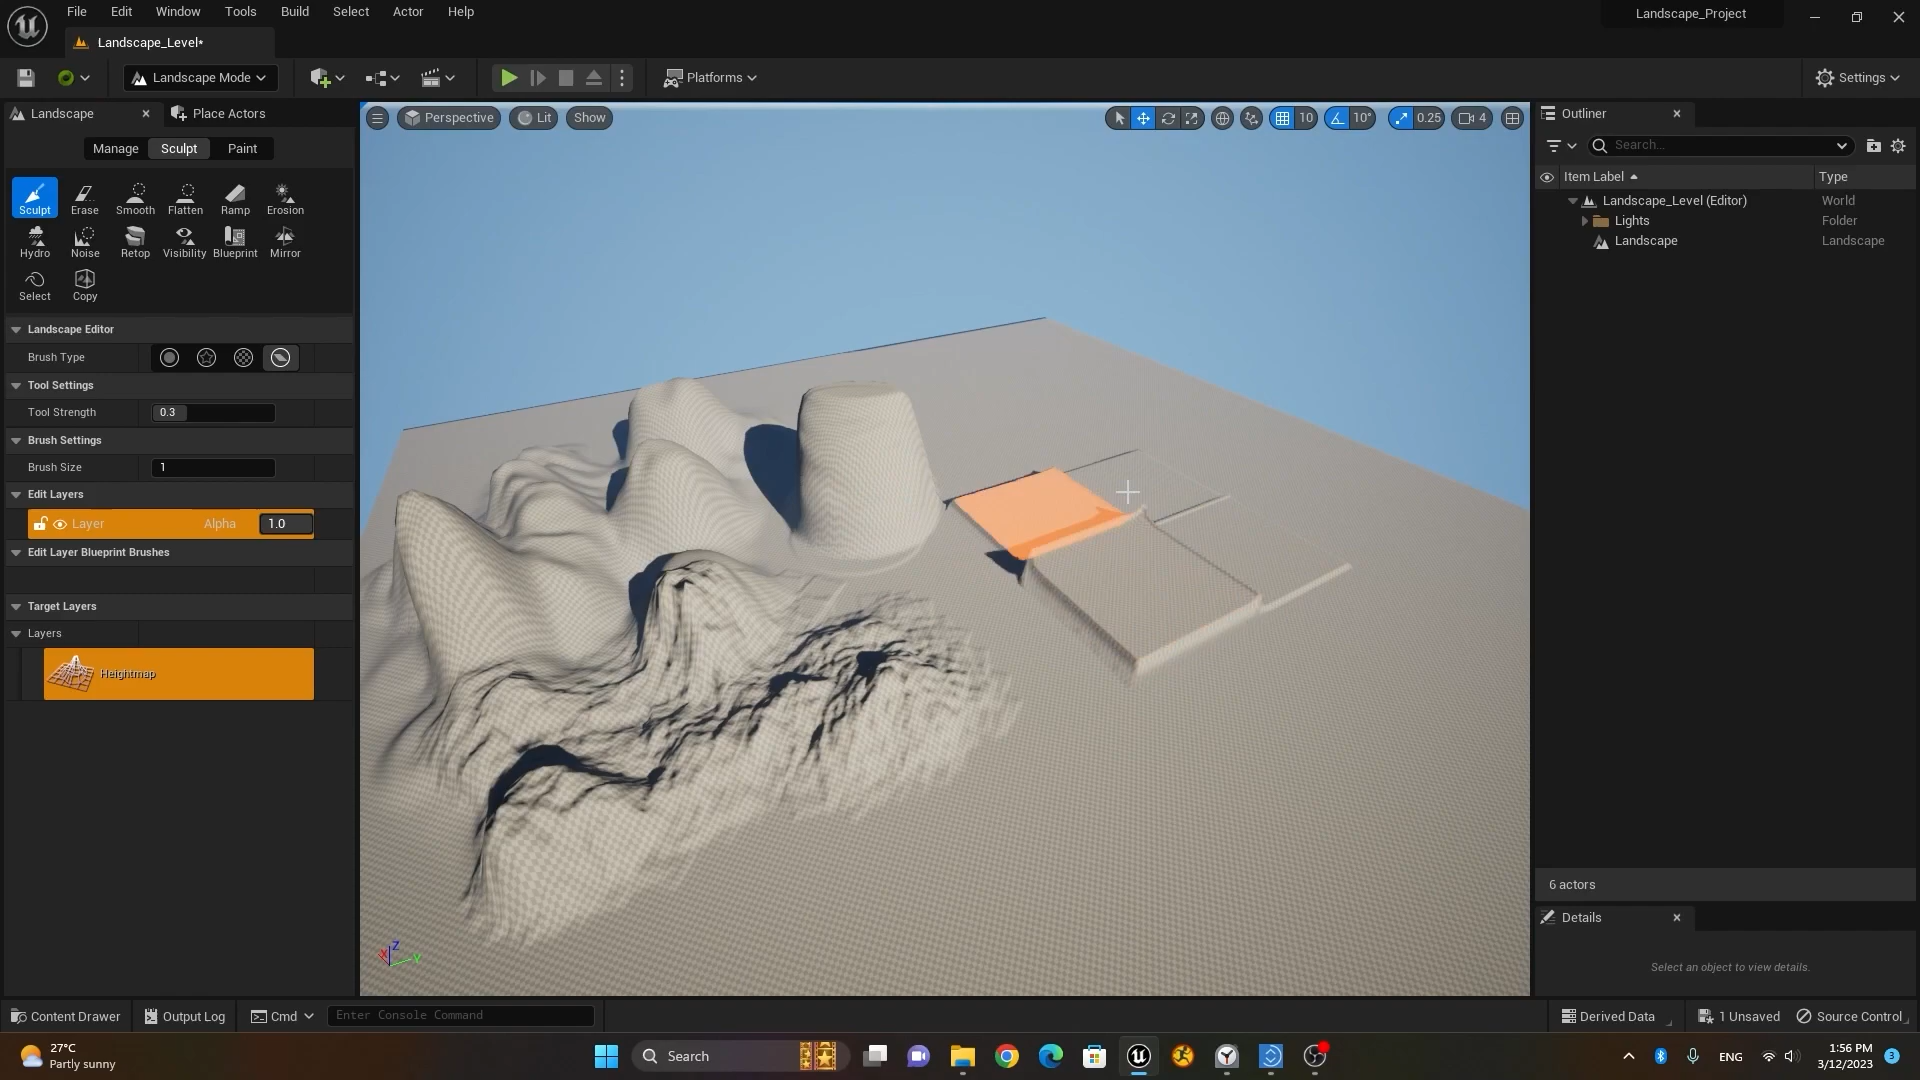 File Edit Window Tools Build Select Actor Help
Landscape_Project
Landscape_Level*
Landscape Mode
Platforms
Settings
Landscape
Place Actors
Perspective
Lit
Show
10
10°
0.25
4
Outliner
Manage
Sculpt
Paint
Search...
Item Label
Type
Sculpt
Erase
Smooth
Flatten
Ramp
Erosion
Landscape_Level (Editor)
World
Lights
Folder
Landscape
Landscape
Hydro
Noise
Retop
Visibility
Blueprint
Mirror
Select
Copy
Landscape Editor
Brush Type
Tool Settings
Tool Strength
0.3
Brush Settings
Brush Size
1
Edit Layers
Layer
Alpha
1.0
Edit Layer Blueprint Brushes
Target Layers
Layers
Heightmap
6 actors
Details
Select an object to view details.
Z
X
Y
Content Drawer
Output Log
Cmd
Enter Console Command
Derived Data
1 Unsaved
Source Control
27°C
Partly sunny
Search
ENG
1:56 PM
3/12/2023
3